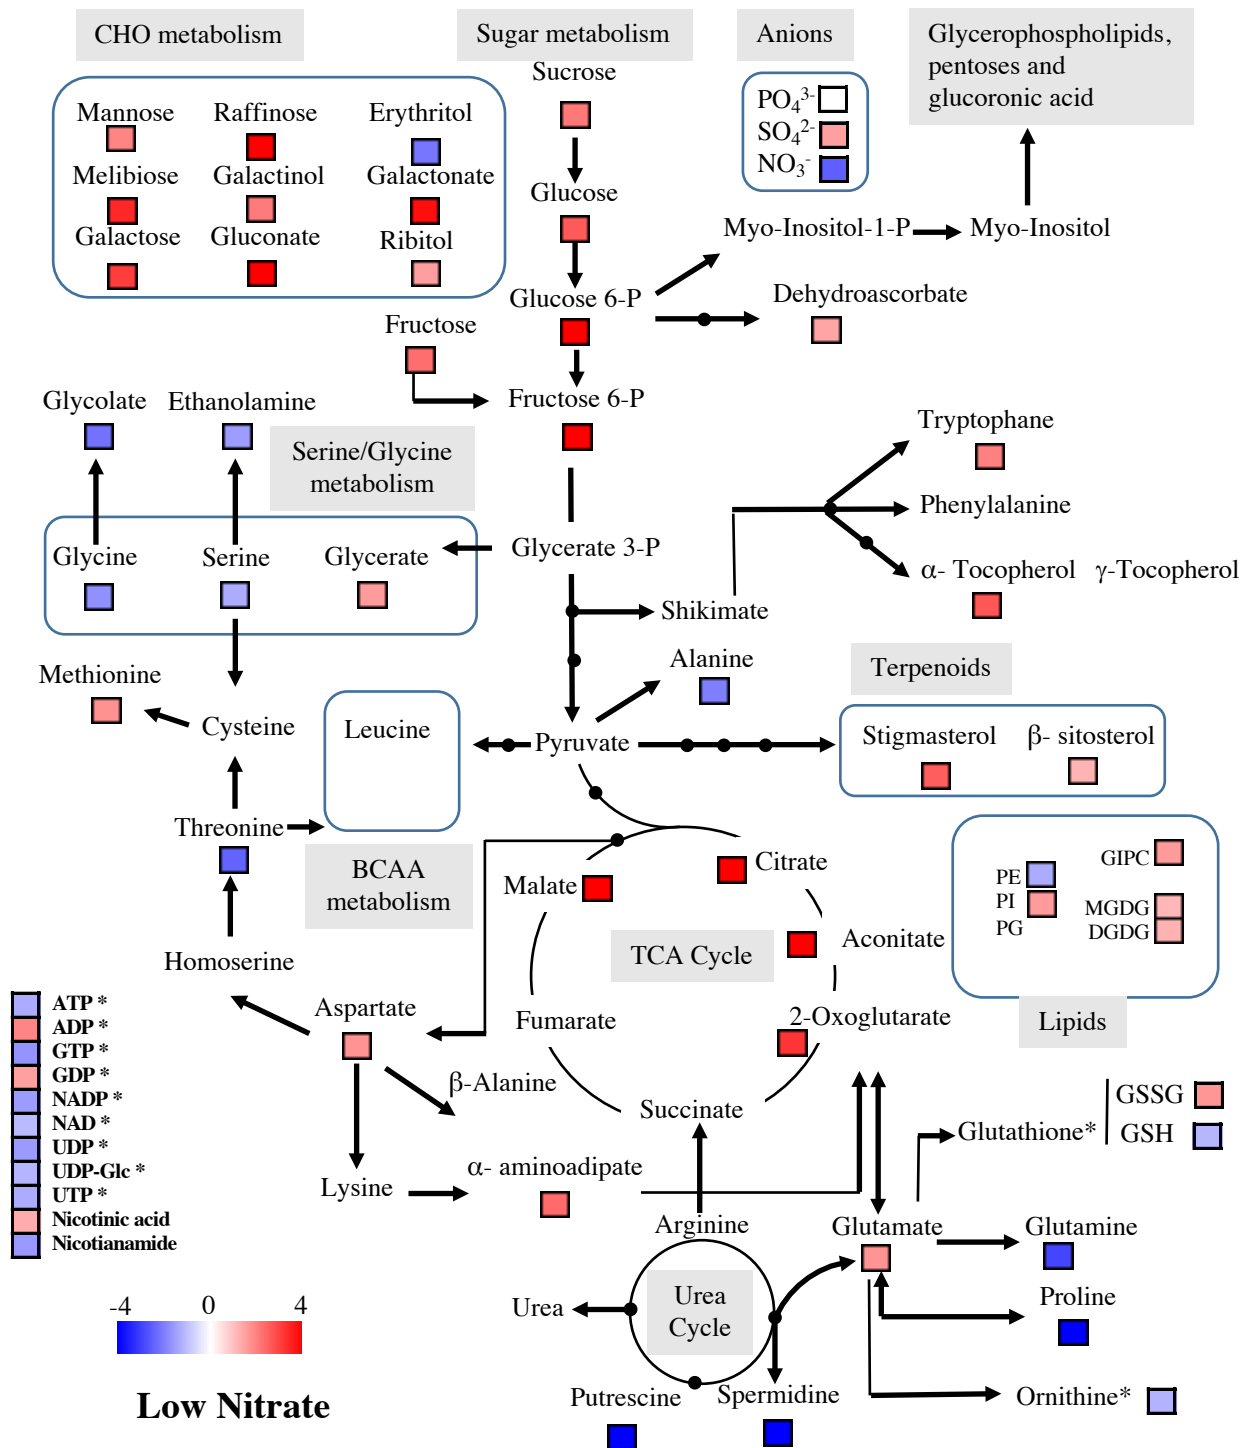 CHO metabolism
Sugar metabolism
Anions
Glycerophospholipids,
pentoses and
glucoronic acid
Sucrose
Mannose
Raffinose
Erythritol
PO₄³⁻
SO₄²⁻
NO₃⁻
Melibiose
Galactinol
Galactonate
Glucose
Galactose
Gluconate
Ribitol
Myo-Inositol-1-P
Myo-Inositol
Glucose 6-P
Dehydroascorbate
Fructose
Glycolate
Ethanolamine
Fructose 6-P
Tryptophane
Serine/Glycine
metabolism
Phenylalanine
Glycine
Serine
Glycerate
Glycerate 3-P
α- Tocopherol
γ-Tocopherol
Shikimate
Methionine
Alanine
Terpenoids
Cysteine
Leucine
Pyruvate
Stigmasterol
β- sitosterol
Threonine
BCAA
metabolism
Malate
Citrate
GIPC
PE
PI
PG
MGDG
DGDG
Homoserine
TCA Cycle
Aconitate
Aspartate
Fumarate
2-Oxoglutarate
Lipids
ATP *
ADP *
GTP *
GDP *
NADP *
NAD *
UDP *
UDP-Glc *
UTP *
Nicotinic acid
Nicotianamide
β-Alanine
Succinate
Glutathione*
GSSG
GSH
Lysine
α- aminoadipate
Arginine
Glutamate
Glutamine
Urea
Urea
Cycle
Proline
-4
0
4
Putrescine
Spermidine
Ornithine*
Low Nitrate